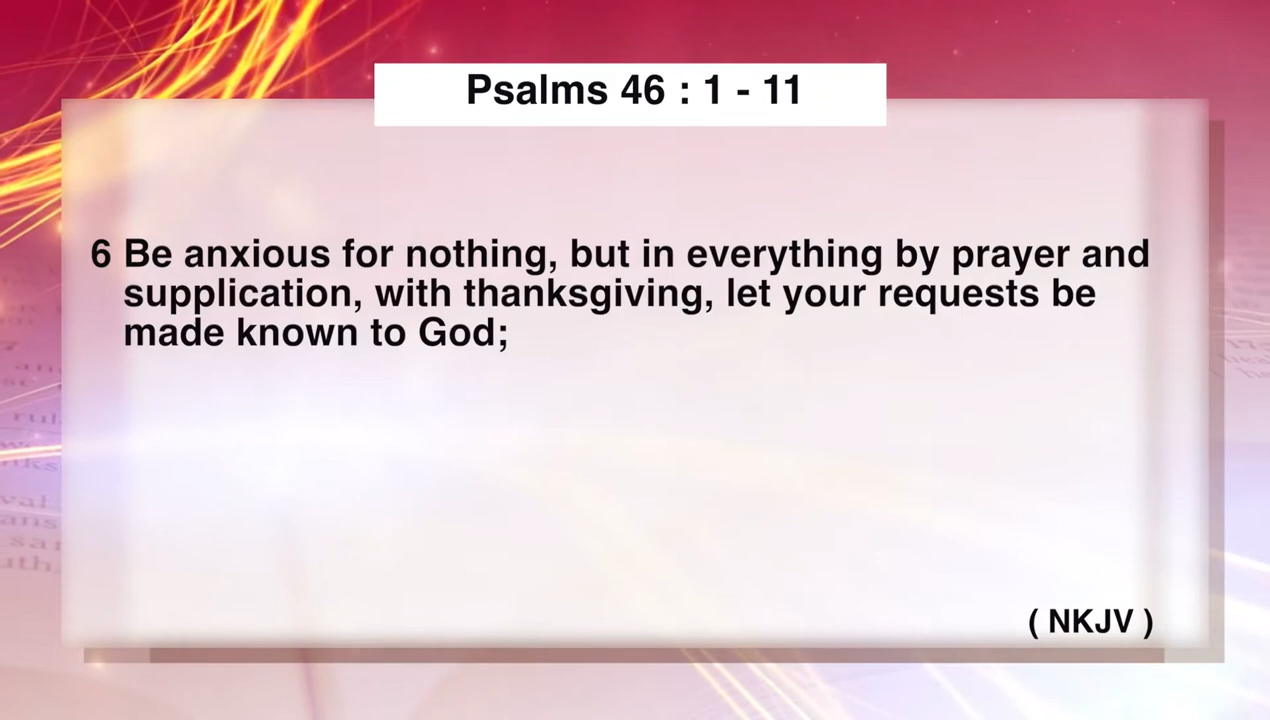 Psalms 46 : 1 - 11
6 Be anxious for nothing, but in everything by prayer and
supplication, with thanksgiving, let your requests be
made known to God;
( NKJV )